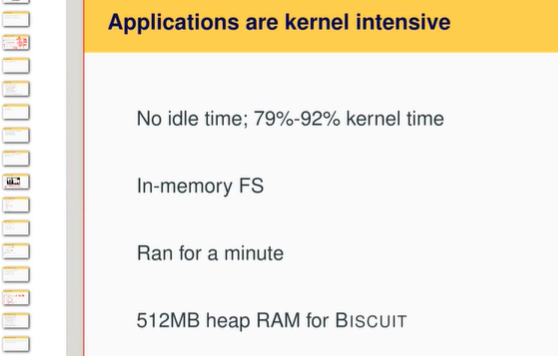 Applications are kernel intensive
No idle time; 79%-92% kernel time
In-memory FS
Ran for a minute
512MB heap RAM for BISCUIT